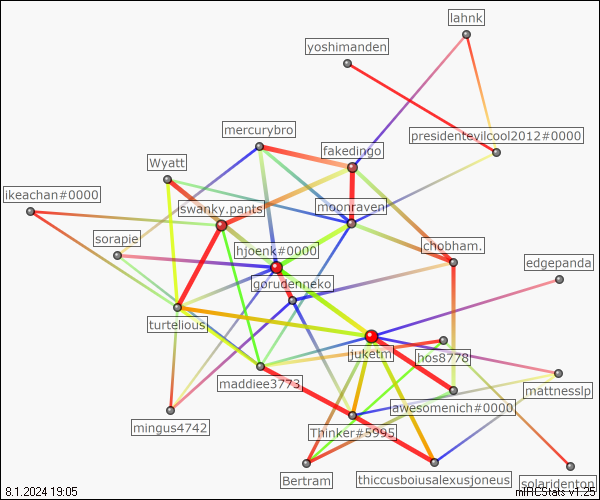 lahnk
yoshimanden
mercurybro
presidentevilcool2012#0000
fakedingo
Wyatt
ikeachan#0000
swanky.pants
moonraven
sorapie
hjoenk#0000
chobham.
edgepanda
gorudenneko
turtelious
juketm
hos8778
maddiee3773
mattnesslp
awesomenich#0000
mingus4742
Thinker#5995
Bertram
thiccusboiusalexusjoneus
solaridenton
8.1.2024 19:05
mIRCStats v1.25